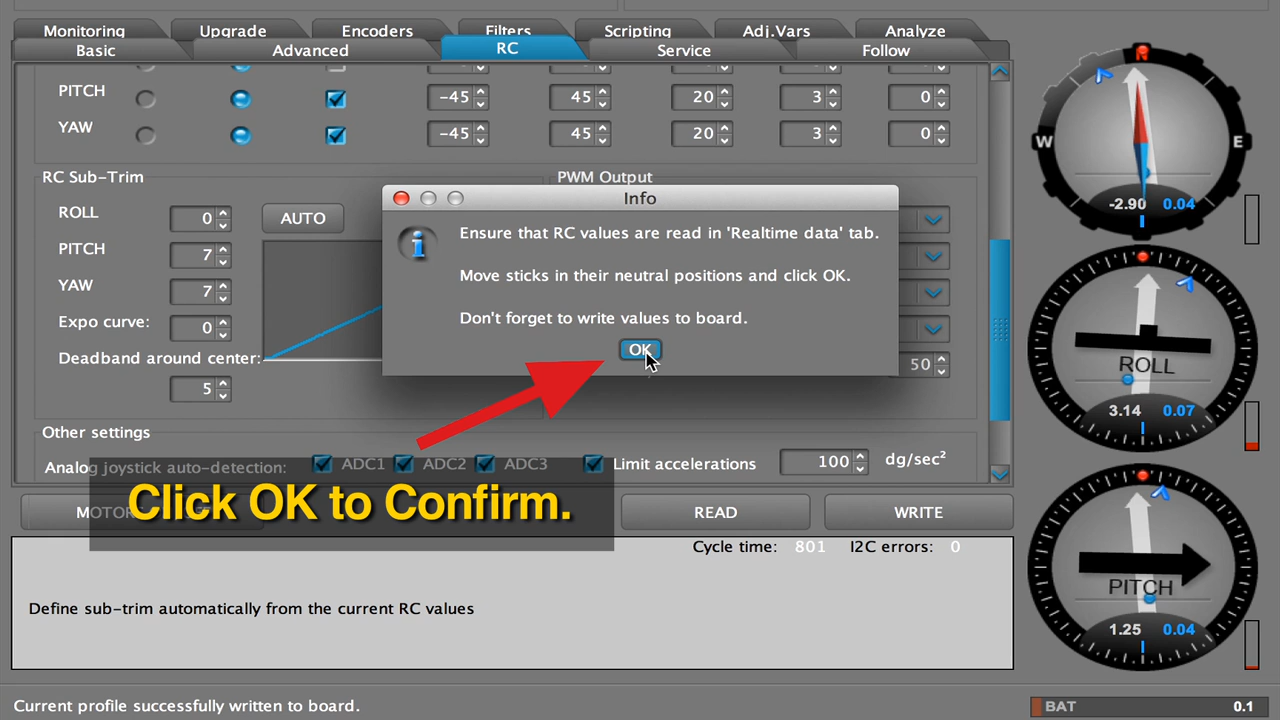 Monitoring Upgrade Encoders Filters Scripting Adj.Vars Analyze
Basic Advanced RC Service Follow
PITCH -45 45 20 3 0
YAW -45 45 20 3 0
RC Sub-Trim PWM Output
ROLL 0 AUTO
PITCH 7
YAW 7
Expo curve: 0
Deadband around center:
5
50
Info
Ensure that RC values are read in 'Realtime data' tab.
Move sticks in their neutral positions and click OK.
Don't forget to write values to board.
OK
Other settings
Analog joystick auto-detection: ADC1 ADC2 ADC3 Limit accelerations 100 dg/sec²
Click OK to Confirm.
READ WRITE
Cycle time: 801 I2C errors: 0
Define sub-trim automatically from the current RC values
Current profile successfully written to board.
N
W E
-2.90 0.04
ROLL
3.14 0.07
PITCH
1.25 0.04
BAT 0.1